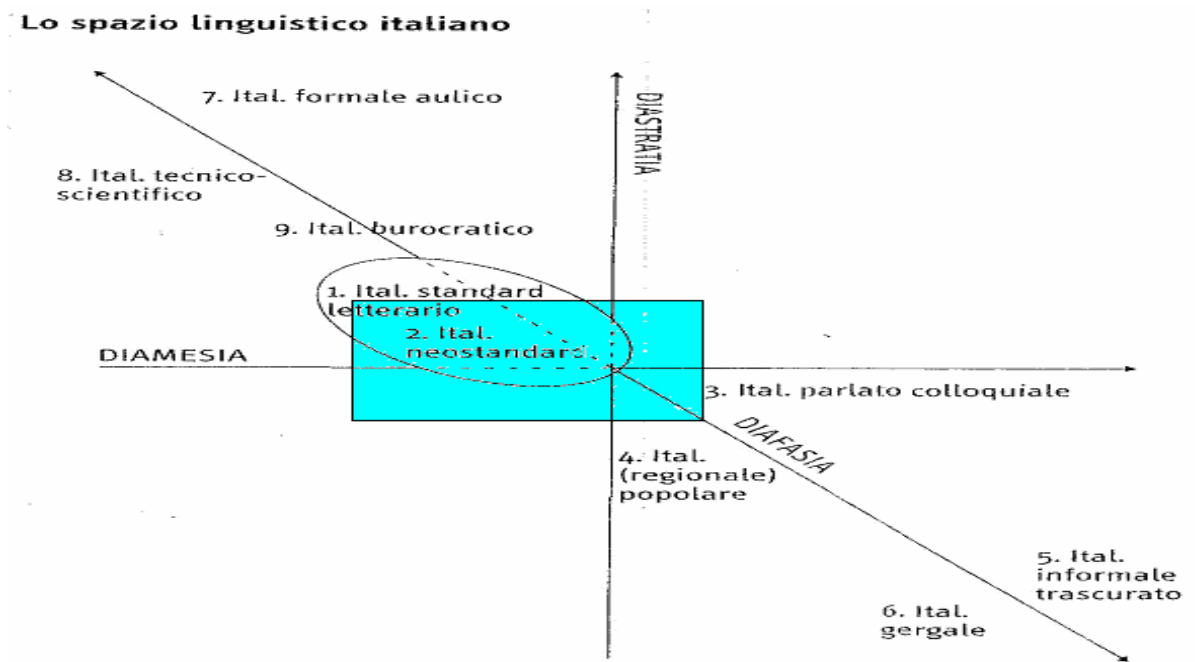 Lo spazio linguistico italiano
7. Ital. formale aulico
DIASTRATIA
8. Ital. tecnico-
scientifico
9. Ital. burocratico
1. Ital. standard
letterario
2. Ital.
neostandard
DIAMESIA
3. Ital. parlato colloquiale
DIAFASIA
4. Ital.
(regionale)
popolare
5. Ital.
informale
trascurato
6. Ital.
gergale